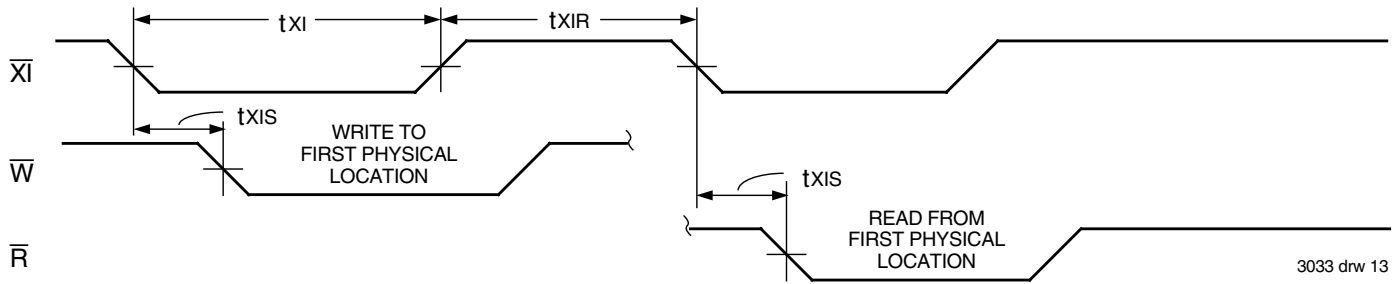 tXI
tXIR
XI
tXIS
WRITE TO
FIRST PHYSICAL
LOCATION
W
tXIS
READ FROM
FIRST PHYSICAL
LOCATION
R
3033 drw 13